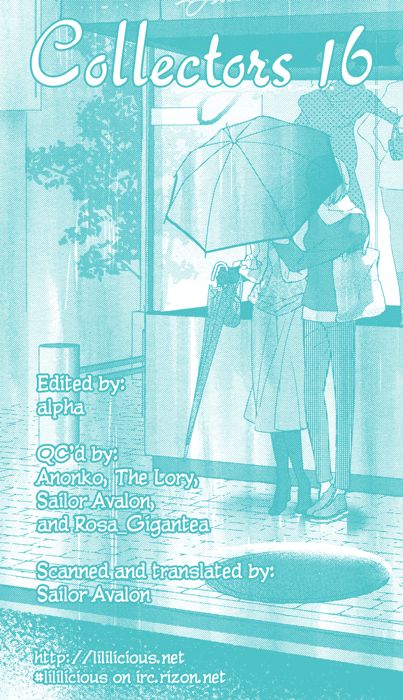 Collectors 16
Edited by:
alpha
QC'd by:
Anonko, The Lory,
Sailor Avalon,
and Rosa_Gigantea
Scanned and translated by:
Sailor Avalon
http://lililicious.net
#lililicious on irc.rizon.net